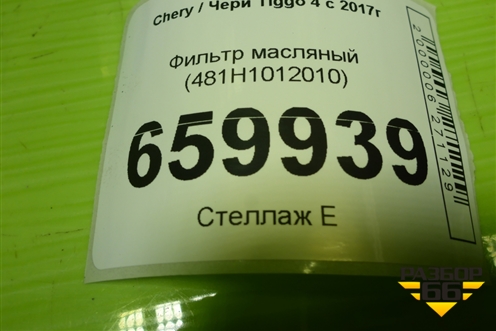 Chery / Чери Tiggo 4 с 2017г
Фильтр масляный
(481H1012010)
659939
Стеллаж Е
2000006271129
РАЗБОР
66